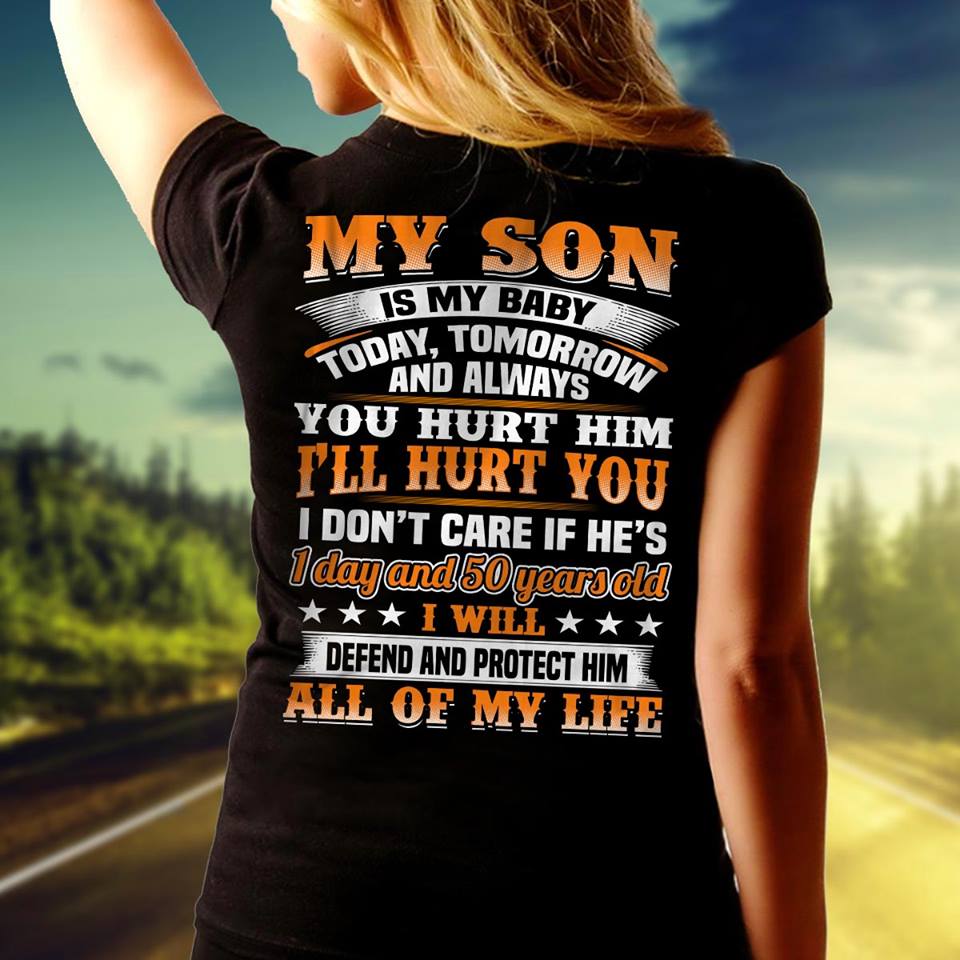 MY SON
IS MY BABY
TODAY, TOMORROW
AND ALWAYS
YOU HURT HIM
I'LL HURT YOU
I DON'T CARE IF HE'S
1 day and 50 years old
I WILL
DEFEND AND PROTECT HIM
ALL OF MY LIFE